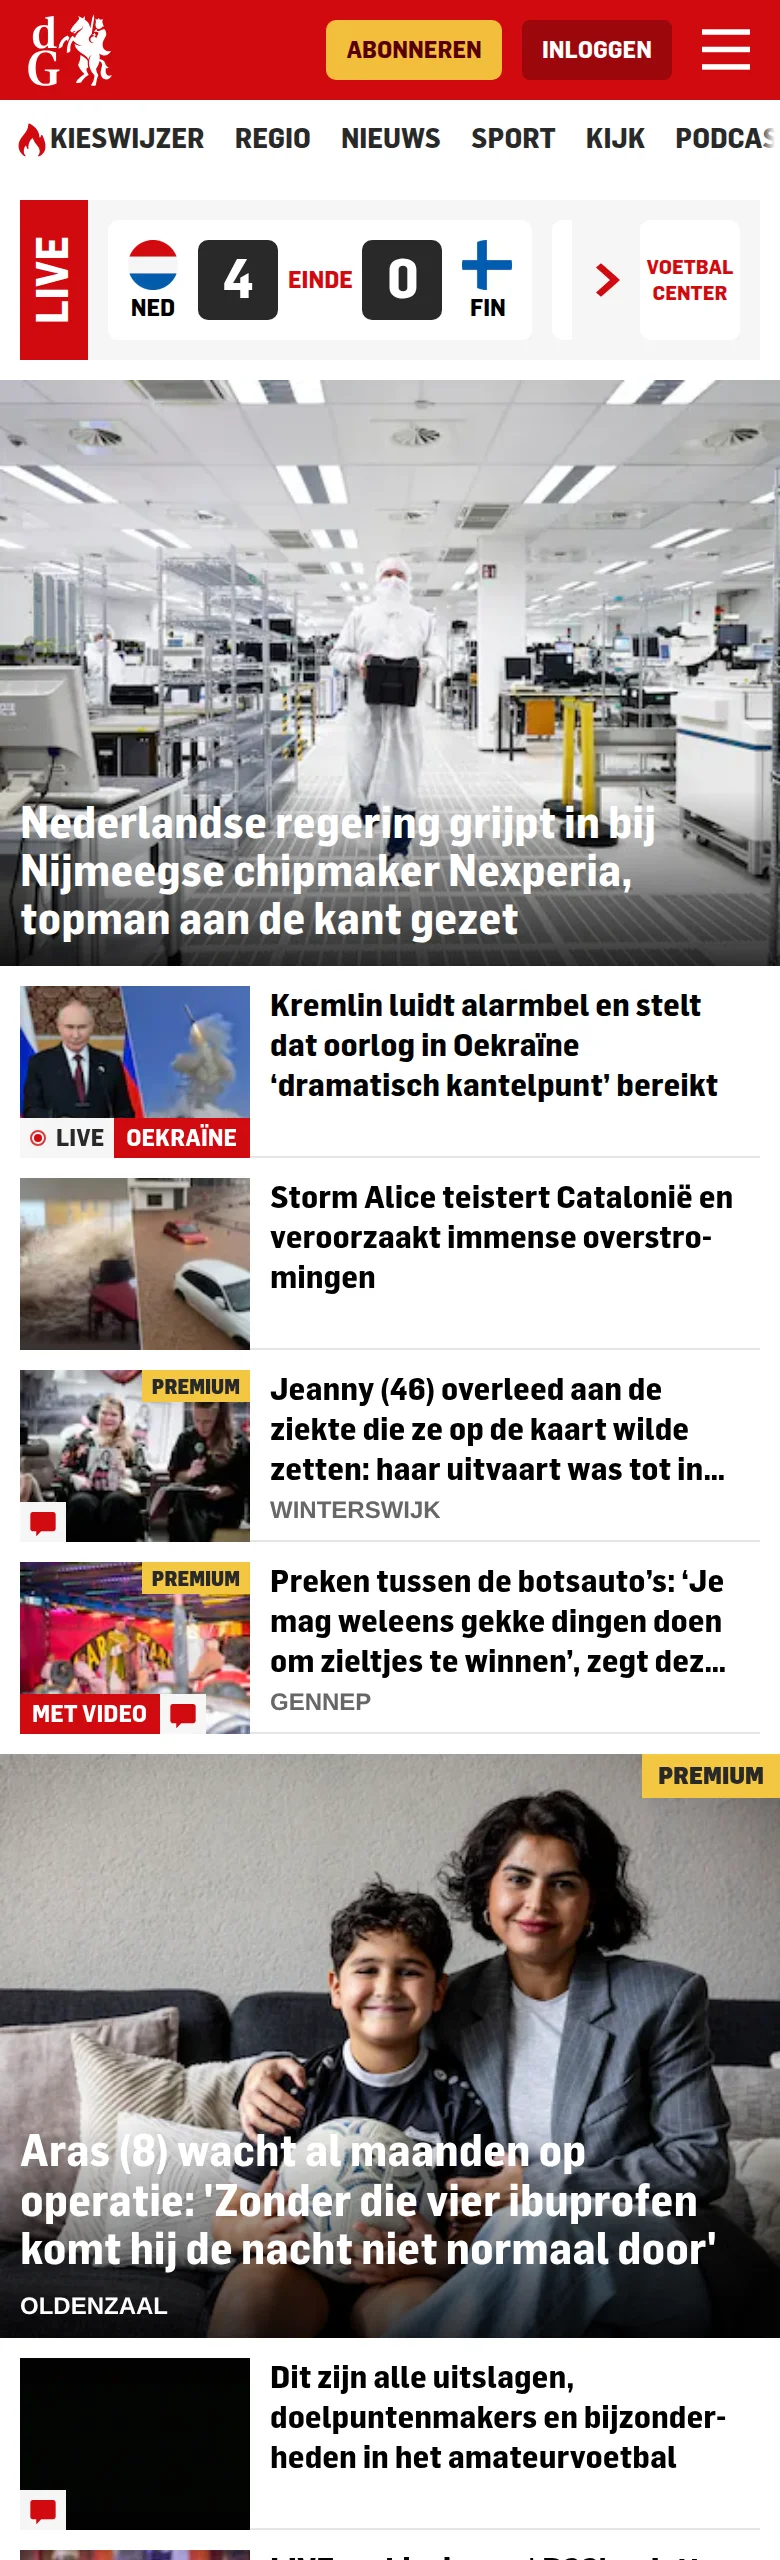 dG
ABONNEREN
INLOGGEN
KIESWIJZER REGIO NIEUWS SPORT KIJK PODCAS
LIVE
4 EINDE 0
NED
FIN
VOETBAL
CENTER
Nederlandse regering grijpt in bij
Nijmeegse chipmaker Nexperia,
topman aan de kant gezet
Kremlin luidt alarmbel en stelt
dat oorlog in Oekraïne
‘dramatisch kantelpunt’ bereikt
LIVE OEKRAÏNE
Storm Alice teistert Catalonië en
veroorzaakt immense overstro-
mingen
PREMIUM
Jeanny (46) overleed aan de
ziekte die ze op de kaart wilde
zetten: haar uitvaart was tot in...
WINTERSWIJK
PREMIUM
Preken tussen de botsauto’s: ‘Je
mag weleens gekke dingen doen
om zieltjes te winnen’, zegt dez...
MET VIDEO
GENNEP
PREMIUM
Aras (8) wacht al maanden op
operatie: 'Zonder die vier ibuprofen
komt hij de nacht niet normaal door'
OLDENZAAL
Dit zijn alle uitslagen,
doelpuntenmakers en bijzonder-
heden in het amateurvoetbal